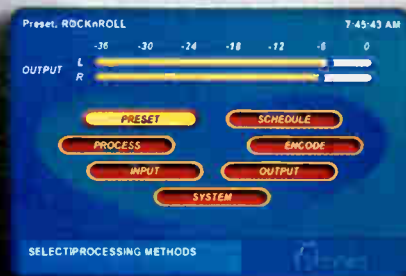 Preset: ROCKnROLL 7:45:43 AM
-36 -30 -24 -18 -12 -6 0
OUTPUT L
R
PRESET SCHEDULE
PROCESS ENCODE
INPUT OUTPUT
SYSTEM
SELECT PROCESSING METHODS